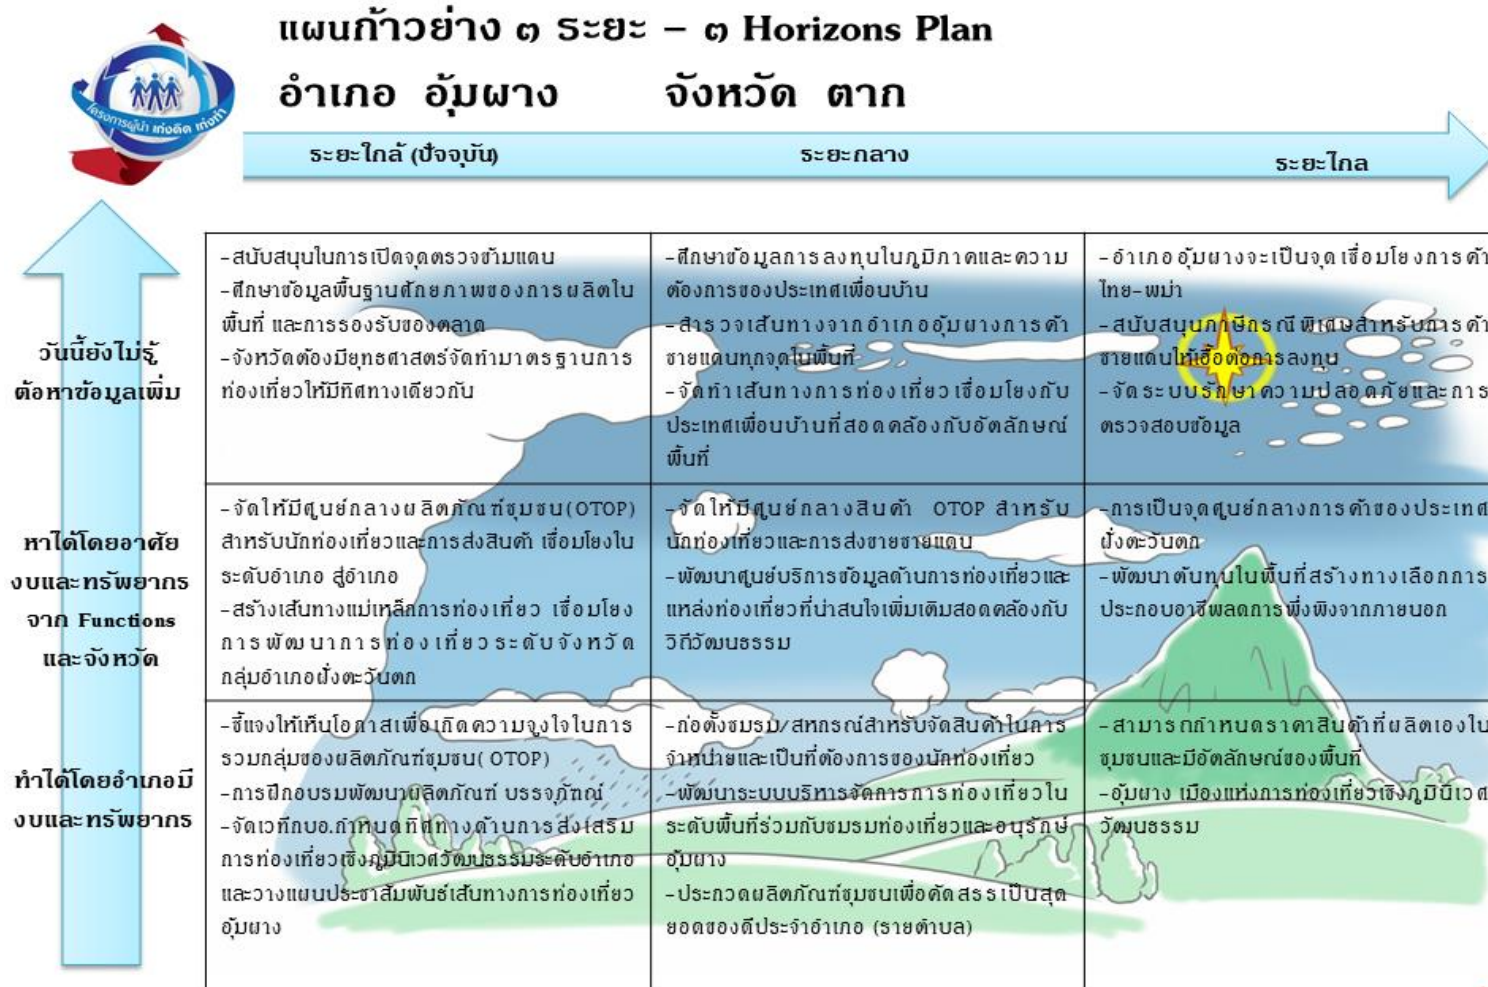 แผนก้าวย่าง ๓ ระยะ – ๓ Horizons Plan
อำเภอ อุ้มผาง จังหวัด ตาก
โครงการผู้นำ เก่งคิด เก่งทำ
ระยะใกล้ (ปัจจุบัน)
ระยะกลาง
ระยะไกล
วันนี้ยังไม่รู้
ต้อหาข้อมูลเพิ่ม
-สนับสนุนในการเปิดจุดตรวจข้ามแดน
-ศึกษาข้อมูลพื้นฐานศักยภาพของการผลิตใน
พื้นที่ และการรองรับของตลาด
-จังหวัดต้องมียุทธศาสตร์จัดทำมาตรฐานการ
ท่องเที่ยวให้มีทิศทางเดียวกัน
-ศึกษาข้อมูลการลงทุนในภูมิภาคและความ
ต้องการของประเทศเพื่อนบ้าน
-สำรวจเส้นทางจากอำเภออุ้มผางการค้า
ชายแดนทุกจุดในพื้นที่
-จัดทำเส้นทางการท่องเที่ยวเชื่อมโยงกับ
ประเทศเพื่อนบ้านที่สอดคล้องกับอัตลักษณ์
พื้นที่
-อำเภออุ้มผางจะเป็นจุดเชื่อมโยงการค้า
ไทย-พม่า
-สนับสนุนภาษีกรณีพิเศษสำหรับการค้า
ชายแดนให้เอื้อต่อการลงทุน
-จัดระบบรักษาความปลอดภัยและการ
ตรวจสอบข้อมูล
หาได้โดยอาศัย
งบและทรัพยากร
จาก Functions
และจังหวัด
-จัดให้มีศูนย์กลางผลิตภัณฑ์ชุมชน(OTOP)
สำหรับนักท่องเที่ยวและการส่งสินค้า เชื่อมโยงใน
ระดับอำเภอ สู่อำเภอ
-สร้างเส้นทางแม่เหล็กการท่องเที่ยว เชื่อมโยง
การพัฒนาการท่องเที่ยวระดับจังหวัด
กลุ่มอำเภอฝั่งตะวันตก
-จัดให้มีศูนย์กลางสินค้า OTOP สำหรับ
นักท่องเที่ยวและการส่งขายชายแดน
-พัฒนาศูนย์บริการข้อมูลด้านการท่องเที่ยวและ
แหล่งท่องเที่ยวที่น่าสนใจเพิ่มเติมสอดคล้องกับ
วิถีวัฒนธรรม
-การเป็นจุดศูนย์กลางการค้าของประเทศ
ฝั่งตะวันตก
-พัฒนาต้นทุนในพื้นที่สร้างทางเลือกการ
ประกอบอาชีพลดการพึ่งพิงจากภายนอก
ทำได้โดยอำเภอมี
งบและทรัพยากร
-ชี้แจงให้เห็นโอกาสเพื่อเกิดความจูงใจในการ
รวมกลุ่มของผลิตภัณฑ์ชุมชน( OTOP)
-การฝึกอบรมพัฒนาผลิตภัณฑ์ บรรจุภัณฑ์
-จัดเวทีกบอ.กำหนดทิศทางด้านการส่งเสริม
การท่องเที่ยวเชิงภูมินิเวศวัฒนธรรมระดับอำเภอ
และวางแผนประชาสัมพันธ์เส้นทางการท่องเที่ยว
อุ้มผาง
-ก่อตั้งชมรม/สหกรณ์สำหรับจัดสินค้าในการ
จำหน่ายและเป็นที่ต้องการของนักท่องเที่ยว
-พัฒนาระบบบริหารจัดการการท่องเที่ยวใน
ระดับพื้นที่ร่วมกับชมรมท่องเที่ยวและอนุรักษ์
อุ้มผาง
-ประกวดผลิตภัณฑ์ชุมชนเพื่อคัดสรรเป็นสุด
ยอดของดีประจำอำเภอ (รายตำบล)
-สามารถกำหนดราคาสินค้าที่ผลิตเองใน
ชุมชนและมีอัตลักษณ์ของพื้นที่
-อุ้มผาง เมืองแห่งการท่องเที่ยวเชิงภูมินิเวศ
วัฒนธรรม